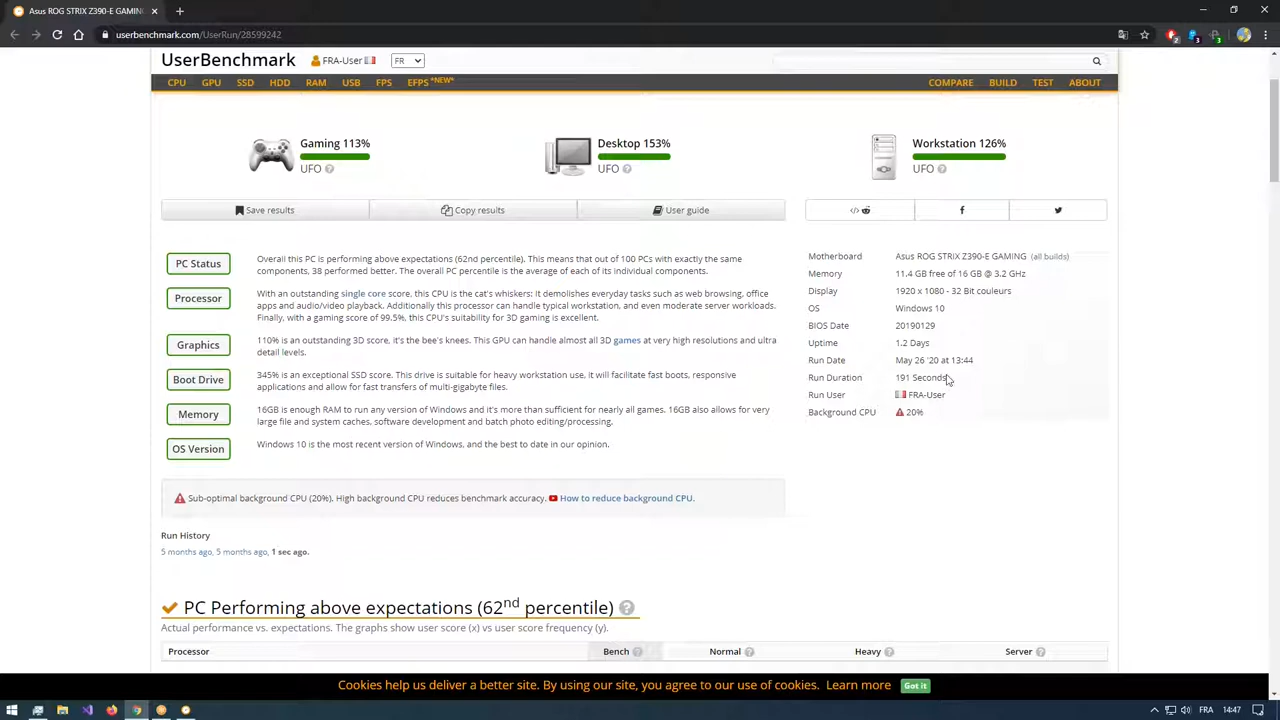 Asus ROG STRIX Z390-E GAMIN
userbenchmark.com/UserRun/28599242
UserBenchmark
FRA-User
FR
CPU GPU SSD HDD RAM USB FPS EFPS *NEW*
COMPARE BUILD TEST ABOUT
Gaming 113%
UFO
Desktop 153%
UFO
Workstation 126%
UFO
Save results
Copy results
User guide
PC Status
Overall this PC is performing above expectations (62nd percentile). This means that out of 100 PCs with exactly the same
components, 38 performed better. The overall PC percentile is the average of each of its individual components.
Processor
With an outstanding single core score, this CPU is the cat's whiskers: It demolishes everyday tasks such as web browsing, office
apps and audio/video playback. Additionally this processor can handle typical workstation, and even moderate server workloads.
Finally, with a gaming score of 99.5%, this CPU's suitability for 3D gaming is excellent.
Graphics
110% is an outstanding 3D score, it's the bee's knees. This GPU can handle almost all 3D games at very high resolutions and ultra
detail levels.
Boot Drive
345% is an exceptional SSD score. This drive is suitable for heavy workstation use, it will facilitate fast boots, responsive
applications and allow for fast transfers of multi-gigabyte files.
Memory
16GB is enough RAM to run any version of Windows and it's more than sufficient for nearly all games. 16GB also allows for very
large file and system caches, software development and batch photo editing/processing.
OS Version
Windows 10 is the most recent version of Windows, and the best to date in our opinion.
Motherboard Asus ROG STRIX Z390-E GAMING (all builds)
Memory 11.4 GB free of 16 GB @ 3.2 GHz
Display 1920 x 1080 - 32 Bit couleurs
OS Windows 10
BIOS Date 20190129
Uptime 1.2 Days
Run Date May 26 '20 at 13:44
Run Duration 191 Seconds
Run User FRA-User
Background CPU 20%
Sub-optimal background CPU (20%). High background CPU reduces benchmark accuracy. How to reduce background CPU.
Run History
5 months ago, 5 months ago, 1 sec ago.
PC Performing above expectations (62nd percentile)
Actual performance vs. expectations. The graphs show user score (x) vs user score frequency (y).
Processor Bench Normal Heavy Server
Cookies help us deliver a better site. By using our site, you agree to our use of cookies. Learn more Got it
FRA 14:47